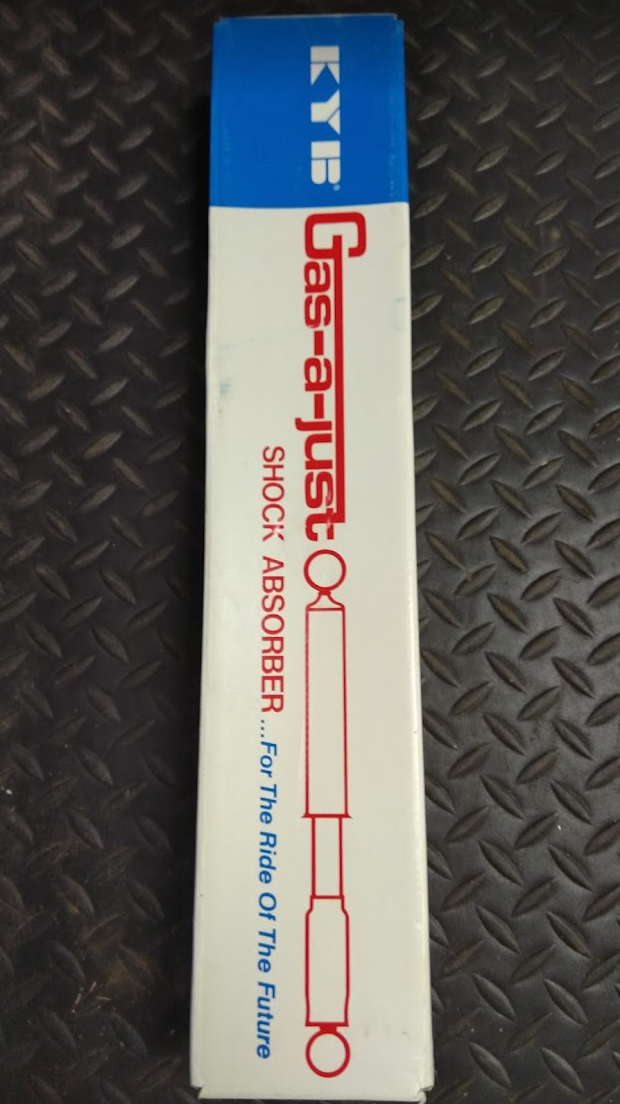 KYB®
Gas-a-just
SHOCK ABSORBER
...For The Ride Of The Future